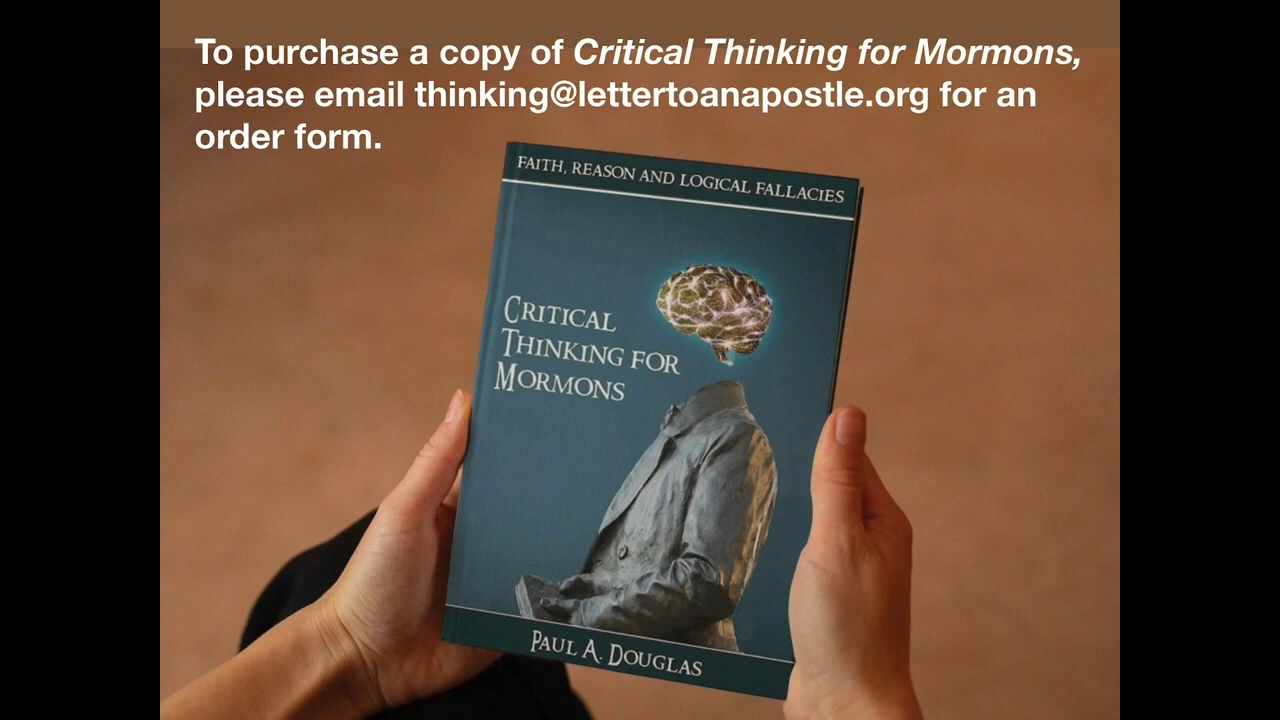 To purchase a copy of Critical Thinking for Mormons,
please email thinking@lettertoanapostle.org for an
order form.
FAITH, REASON AND LOGICAL FALLACIES
CRITICAL
THINKING FOR
MORMONS
PAUL A. DOUGLAS